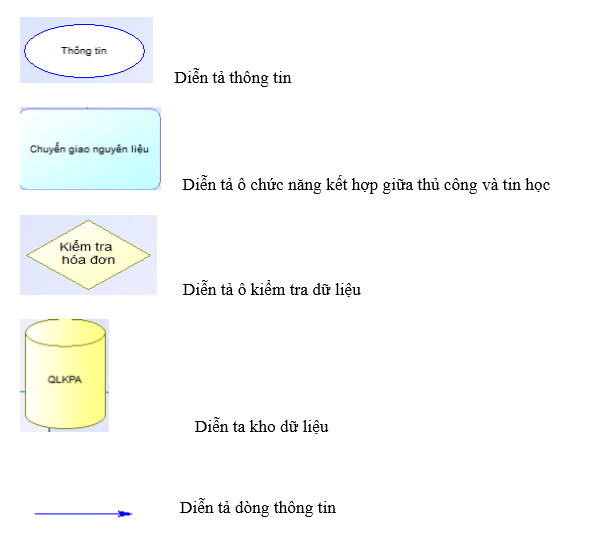 Thông tin
Diễn tả thông tin
Chuyển giao nguyên liệu
Diễn tả ô chức năng kết hợp giữa thủ công và tin học
Kiểm tra
hóa đơn
Diễn tả ô kiểm tra dữ liệu
QLKPA
Diễn ta kho dữ liệu
Diễn tả dòng thông tin